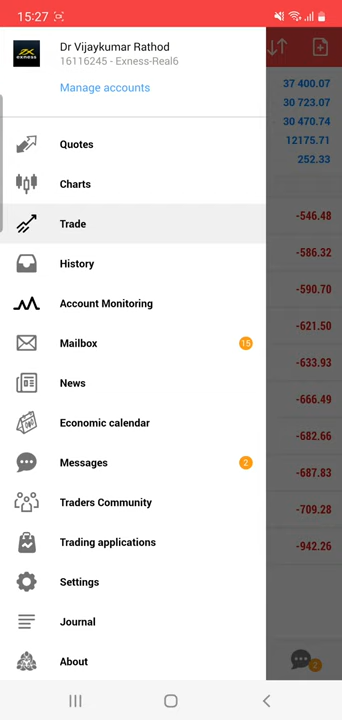 15:27
Dr Vijaykumar Rathod
exness
16116245 - Exness-Real6
Manage accounts
37 400.07
30 723.07
30 470.74
12175.71
252.33
Quotes
Charts
Trade
History
Account Monitoring
Mailbox
15
News
Economic calendar
Messages
2
Traders Community
Trading applications
Settings
Journal
About
-546.48
-586.32
-590.70
-621.50
-633.93
-666.49
-682.66
-687.83
-709.28
-942.26
2